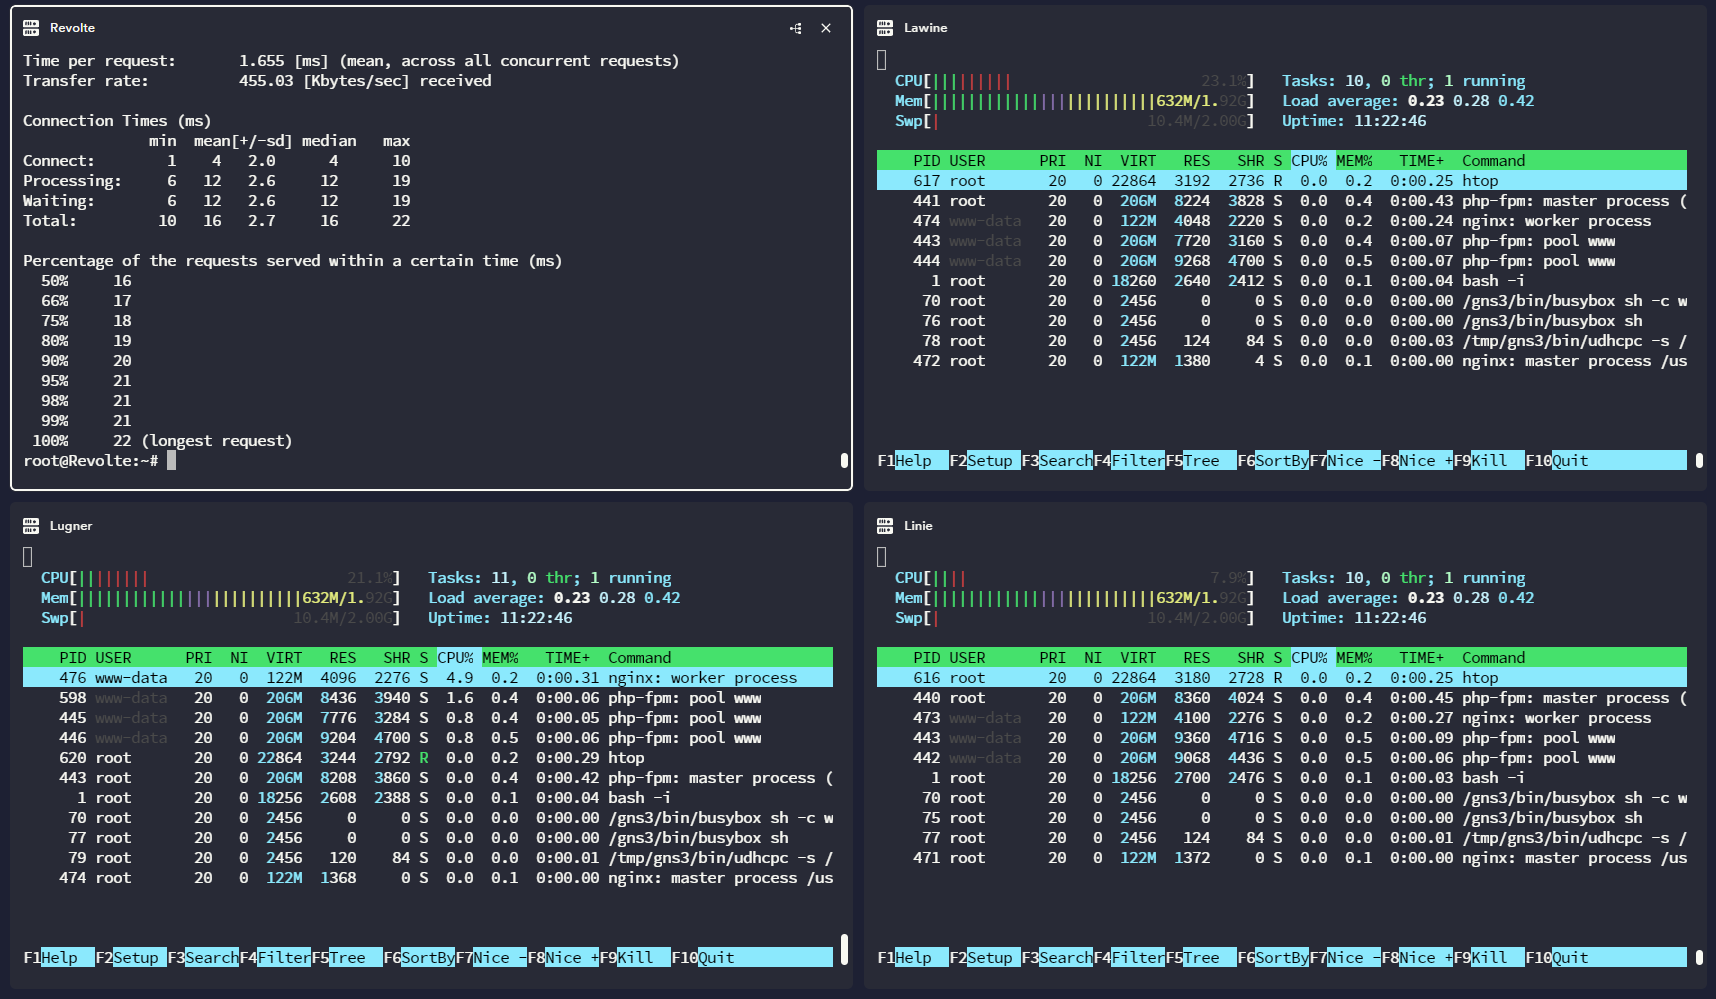 Revolte
Time per request:       1.655 [ms] (mean, across all concurrent requests)
Transfer rate:          455.03 [Kbytes/sec] received
Connection Times (ms)
              min  mean[+/-sd] median   max
Connect:        1    4   2.0      4      10
Processing:     6   12   2.6     12      19
Waiting:        6   12   2.6     12      19
Total:         10   16   2.7     16      22
Percentage of the requests served within a certain time (ms)
  50%     16
  66%     17
  75%     18
  80%     19
  90%     20
  95%     21
  98%     21
  99%     21
 100%     22 (longest request)
root@Revolte:~#
Lawine
CPU[|||||||||                     23.1%]   Tasks: 10, 0 thr; 1 running
Mem[|||||||||||||||||||||||||632M/1.92G]   Load average: 0.23 0.28 0.42
Swp[|                       10.4M/2.00G]   Uptime: 11:22:46
PID USER      PRI  NI  VIRT   RES   SHR S CPU% MEM%   TIME+  Command
617 root       20   0 22864  3192  2736 R  0.0  0.2  0:00.25 htop
441 root       20   0  206M  8224  3828 S  0.0  0.4  0:00.43 php-fpm: master process (
474 www-data   20   0  122M  4048  2220 S  0.0  0.2  0:00.24 nginx: worker process
443 www-data   20   0  206M  7720  3160 S  0.0  0.4  0:00.07 php-fpm: pool www
444 www-data   20   0  206M  9268  4700 S  0.0  0.5  0:00.07 php-fpm: pool www
1 root       20   0 18260  2640  2412 S  0.0  0.1  0:00.04 bash -i
70 root       20   0  2456     0     0 S  0.0  0.0  0:00.00 /gns3/bin/busybox sh -c w
76 root       20   0  2456     0     0 S  0.0  0.0  0:00.00 /gns3/bin/busybox sh
78 root       20   0  2456   124    84 S  0.0  0.0  0:00.03 /tmp/gns3/bin/udhcpc -s /
472 root       20   0  122M  1380     4 S  0.0  0.1  0:00.00 nginx: master process /us
F1Help  F2Setup F3SearchF4FilterF5Tree  F6SortByF7Nice -F8Nice +F9Kill  F10Quit
Lugner
CPU[||||||||                      21.1%]   Tasks: 11, 0 thr; 1 running
Mem[|||||||||||||||||||||||||632M/1.92G]   Load average: 0.23 0.28 0.42
Swp[|                       10.4M/2.00G]   Uptime: 11:22:46
PID USER      PRI  NI  VIRT   RES   SHR S CPU% MEM%   TIME+  Command
476 www-data   20   0  122M  4096  2276 S  4.9  0.2  0:00.31 nginx: worker process
598 www-data   20   0  206M  8436  3940 S  1.6  0.4  0:00.06 php-fpm: pool www
445 www-data   20   0  206M  7776  3284 S  0.8  0.4  0:00.05 php-fpm: pool www
446 www-data   20   0  206M  9204  4700 S  0.8  0.5  0:00.06 php-fpm: pool www
620 root       20   0 22864  3244  2792 R  0.0  0.2  0:00.29 htop
443 root       20   0  206M  8208  3860 S  0.0  0.4  0:00.42 php-fpm: master process (
1 root       20   0 18256  2608  2388 S  0.0  0.1  0:00.04 bash -i
70 root       20   0  2456     0     0 S  0.0  0.0  0:00.00 /gns3/bin/busybox sh -c w
77 root       20   0  2456     0     0 S  0.0  0.0  0:00.00 /gns3/bin/busybox sh
79 root       20   0  2456   120    84 S  0.0  0.0  0:00.01 /tmp/gns3/bin/udhcpc -s /
474 root       20   0  122M  1368     0 S  0.0  0.1  0:00.00 nginx: master process /us
F1Help  F2Setup F3SearchF4FilterF5Tree  F6SortByF7Nice -F8Nice +F9Kill  F10Quit
Linie
CPU[||||                           7.9%]   Tasks: 10, 0 thr; 1 running
Mem[|||||||||||||||||||||||||632M/1.92G]   Load average: 0.23 0.28 0.42
Swp[|                       10.4M/2.00G]   Uptime: 11:22:46
PID USER      PRI  NI  VIRT   RES   SHR S CPU% MEM%   TIME+  Command
616 root       20   0 22864  3180  2728 R  0.0  0.2  0:00.25 htop
440 root       20   0  206M  8360  4024 S  0.0  0.4  0:00.45 php-fpm: master process (
473 www-data   20   0  122M  4100  2276 S  0.0  0.2  0:00.27 nginx: worker process
443 www-data   20   0  206M  9360  4716 S  0.0  0.5  0:00.09 php-fpm: pool www
442 www-data   20   0  206M  9068  4436 S  0.0  0.5  0:00.06 php-fpm: pool www
1 root       20   0 18256  2700  2476 S  0.0  0.1  0:00.03 bash -i
70 root       20   0  2456     0     0 S  0.0  0.0  0:00.00 /gns3/bin/busybox sh -c w
75 root       20   0  2456     0     0 S  0.0  0.0  0:00.00 /gns3/bin/busybox sh
77 root       20   0  2456   124    84 S  0.0  0.0  0:00.01 /tmp/gns3/bin/udhcpc -s /
471 root       20   0  122M  1372     0 S  0.0  0.1  0:00.00 nginx: master process /us
F1Help  F2Setup F3SearchF4FilterF5Tree  F6SortByF7Nice -F8Nice +F9Kill  F10Quit